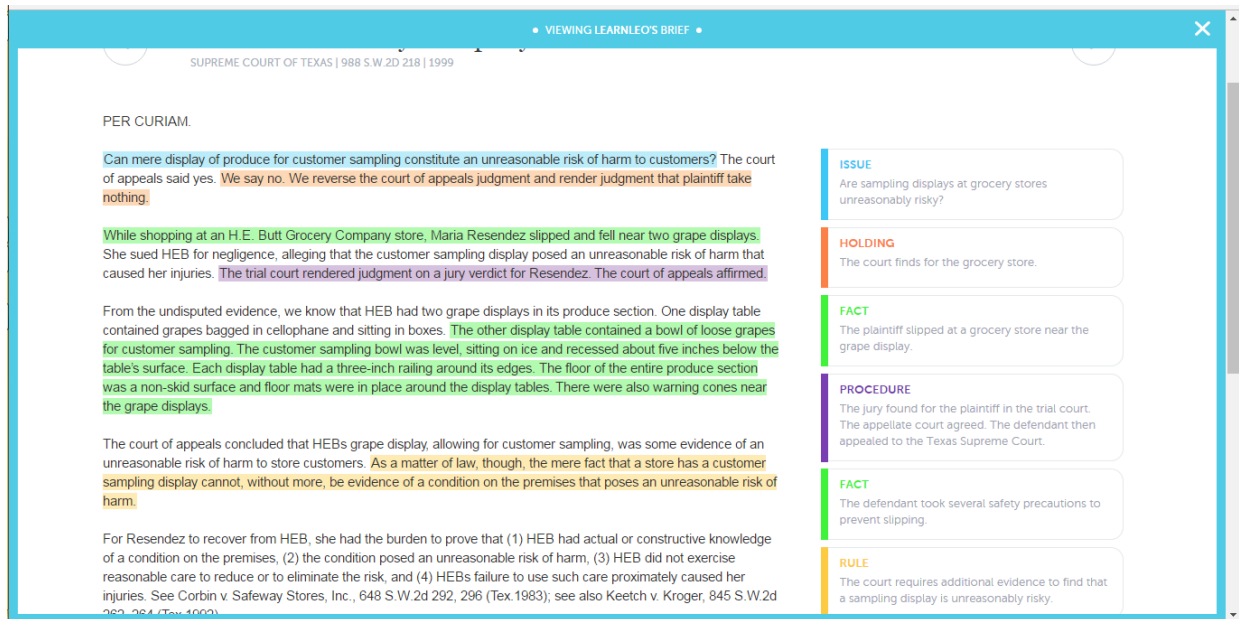 • VIEWING LEARNLEO'S BRIEF •
SUPREME COURT OF TEXAS | 988 S.W.2D 218 | 1999
PER CURIAM.
Can mere display of produce for customer sampling constitute an unreasonable risk of harm to customers? The court
of appeals said yes. We say no. We reverse the court of appeals judgment and render judgment that plaintiff take
nothing.
While shopping at an H.E. Butt Grocery Company store, Maria Resendez slipped and fell near two grape displays.
She sued HEB for negligence, alleging that the customer sampling display posed an unreasonable risk of harm that
caused her injuries. The trial court rendered judgment on a jury verdict for Resendez. The court of appeals affirmed.
From the undisputed evidence, we know that HEB had two grape displays in its produce section. One display table
contained grapes bagged in cellophane and sitting in boxes. The other display table contained a bowl of loose grapes
for customer sampling. The customer sampling bowl was level, sitting on ice and recessed about five inches below the
table's surface. Each display table had a three-inch railing around its edges. The floor of the entire produce section
was a non-skid surface and floor mats were in place around the display tables. There were also warning cones near
the grape displays.
The court of appeals concluded that HEBs grape display, allowing for customer sampling, was some evidence of an
unreasonable risk of harm to store customers. As a matter of law, though, the mere fact that a store has a customer
sampling display cannot, without more, be evidence of a condition on the premises that poses an unreasonable risk of
harm.
For Resendez to recover from HEB, she had the burden to prove that (1) HEB had actual or constructive knowledge
of a condition on the premises, (2) the condition posed an unreasonable risk of harm, (3) HEB did not exercise
reasonable care to reduce or to eliminate the risk, and (4) HEBs failure to use such care proximately caused her
injuries. See Corbin v. Safeway Stores, Inc., 648 S.W.2d 292, 296 (Tex.1983); see also Keetch v. Kroger, 845 S.W.2d
262, 264 (Tex.1992)
ISSUE
Are sampling displays at grocery stores
unreasonably risky?
HOLDING
The court finds for the grocery store.
FACT
The plaintiff slipped at a grocery store near the
grape display.
PROCEDURE
The jury found for the plaintiff in the trial court.
The appellate court agreed. The defendant then
appealed to the Texas Supreme Court.
FACT
The defendant took several safety precautions to
prevent slipping.
RULE
The court requires additional evidence to find that
a sampling display is unreasonably risky.